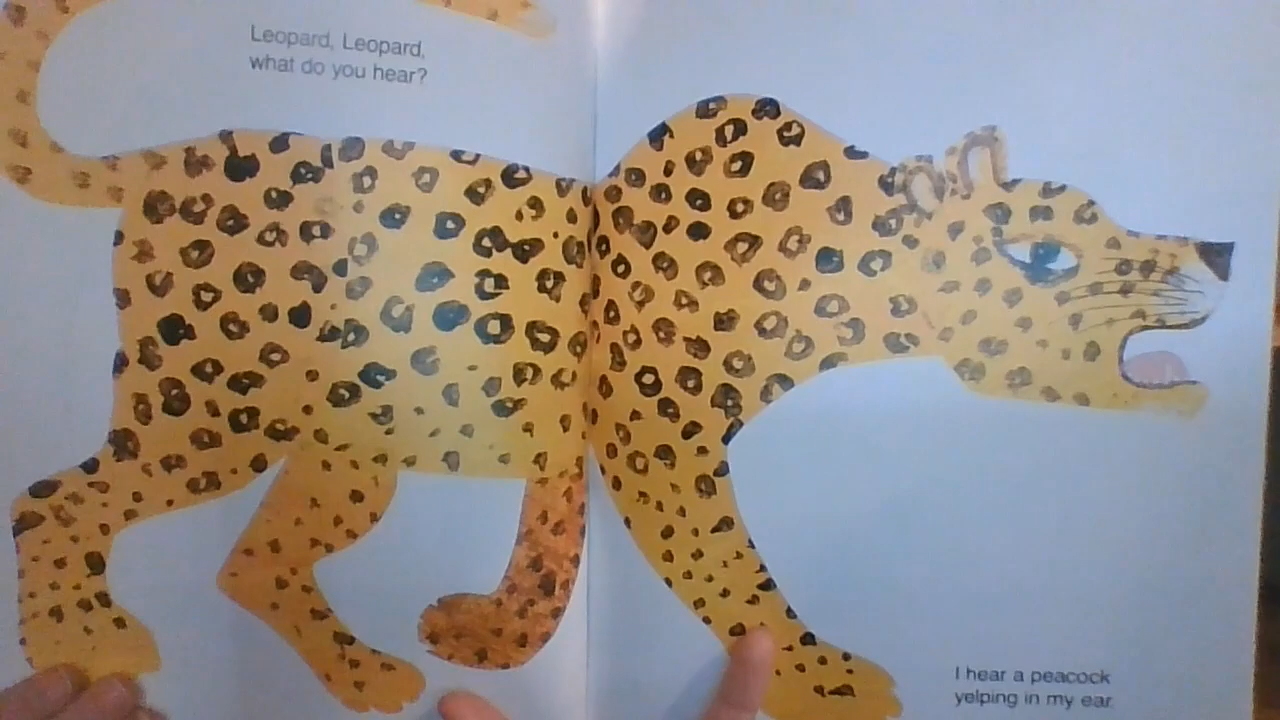 Leopard, Leopard,
what do you hear?
I hear a peacock
yelping in my ear.